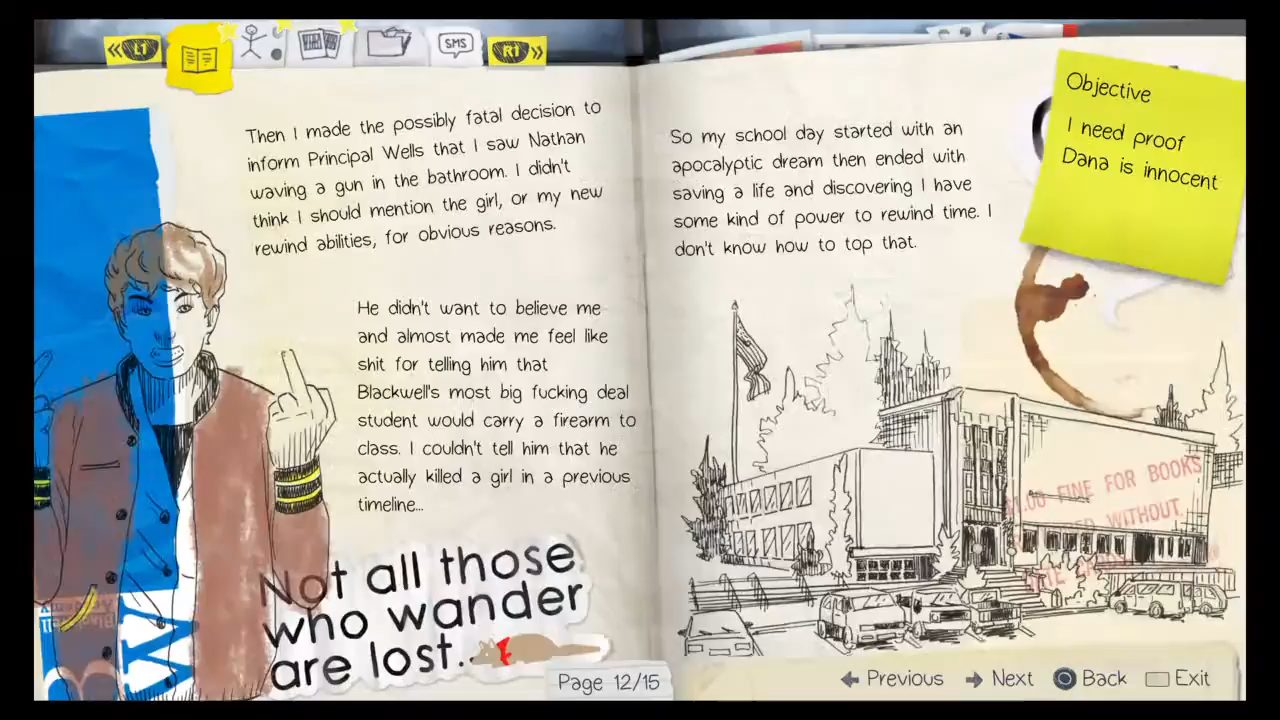 L1
SMS
R1
Then I made the possibly fatal decision to
inform Principal Wells that I saw Nathan
waving a gun in the bathroom. I didn't
think I should mention the girl, or my new
rewind abilities, for obvious reasons.
He didn't want to believe me
and almost made me feel like
shit for telling him that
Blackwell's most big fucking deal
student would carry a firearm to
class. I couldn't tell him that he
actually killed a girl in a previous
timeline...
Not all those
who wander
are lost.
Blackwell
Academy
So my school day started with an
apocalyptic dream then ended with
saving a life and discovering I have
some kind of power to rewind time. I
don't know how to top that.
Objective
I need proof
Dana is innocent
$1.00 FINE FOR BOOKS
WITHOUT
Page 12/15
Previous
Next
Back
Exit